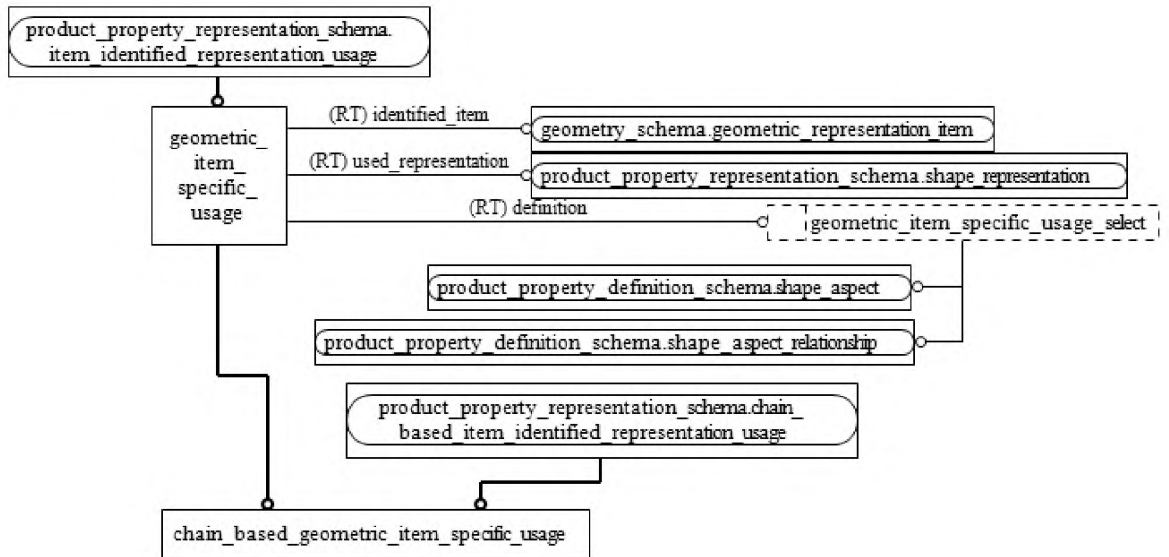 product_property_representation_schema.
item_identified_representation_usage
geometric_
item_
specific_
usage
(RT) identified_item
geometry_schema.geometric_representation_item
(RT) used_representation
product_property_representation_schema.shape_representation
(RT) definition
geometric_item_specific_usage_select
product_property_definition_schema.shape_aspect
product_property_definition_schema.shape_aspect_relationship
product_property_representation_schema.chain_
based_item_identified_representation_usage
chain_based_geometric_item_specific_usage